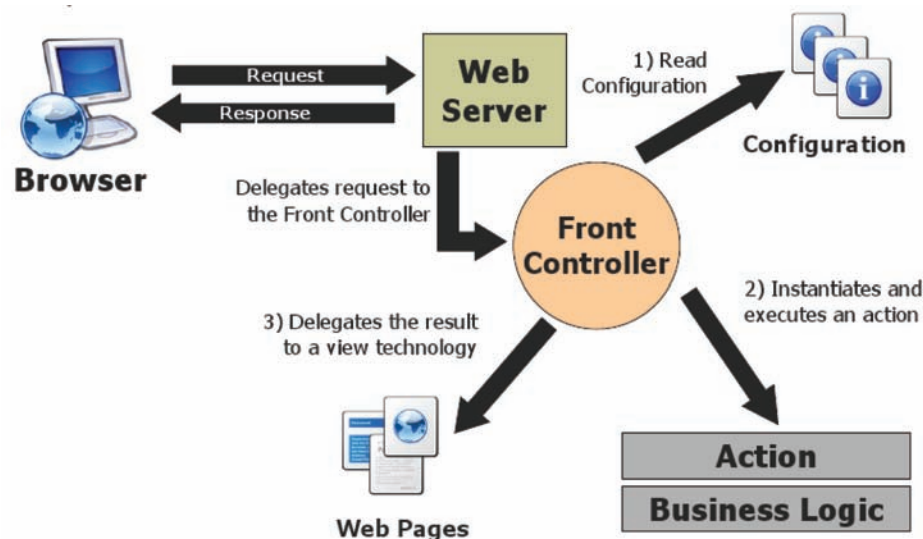 Request
Response
Browser
Web
Server
1) Read
Configuration
Configuration
Delegates request to
the Front Controller
Front
Controller
2) Instantiates and
executes an action
3) Delegates the result
to a view technology
Web Pages
Action
Business Logic